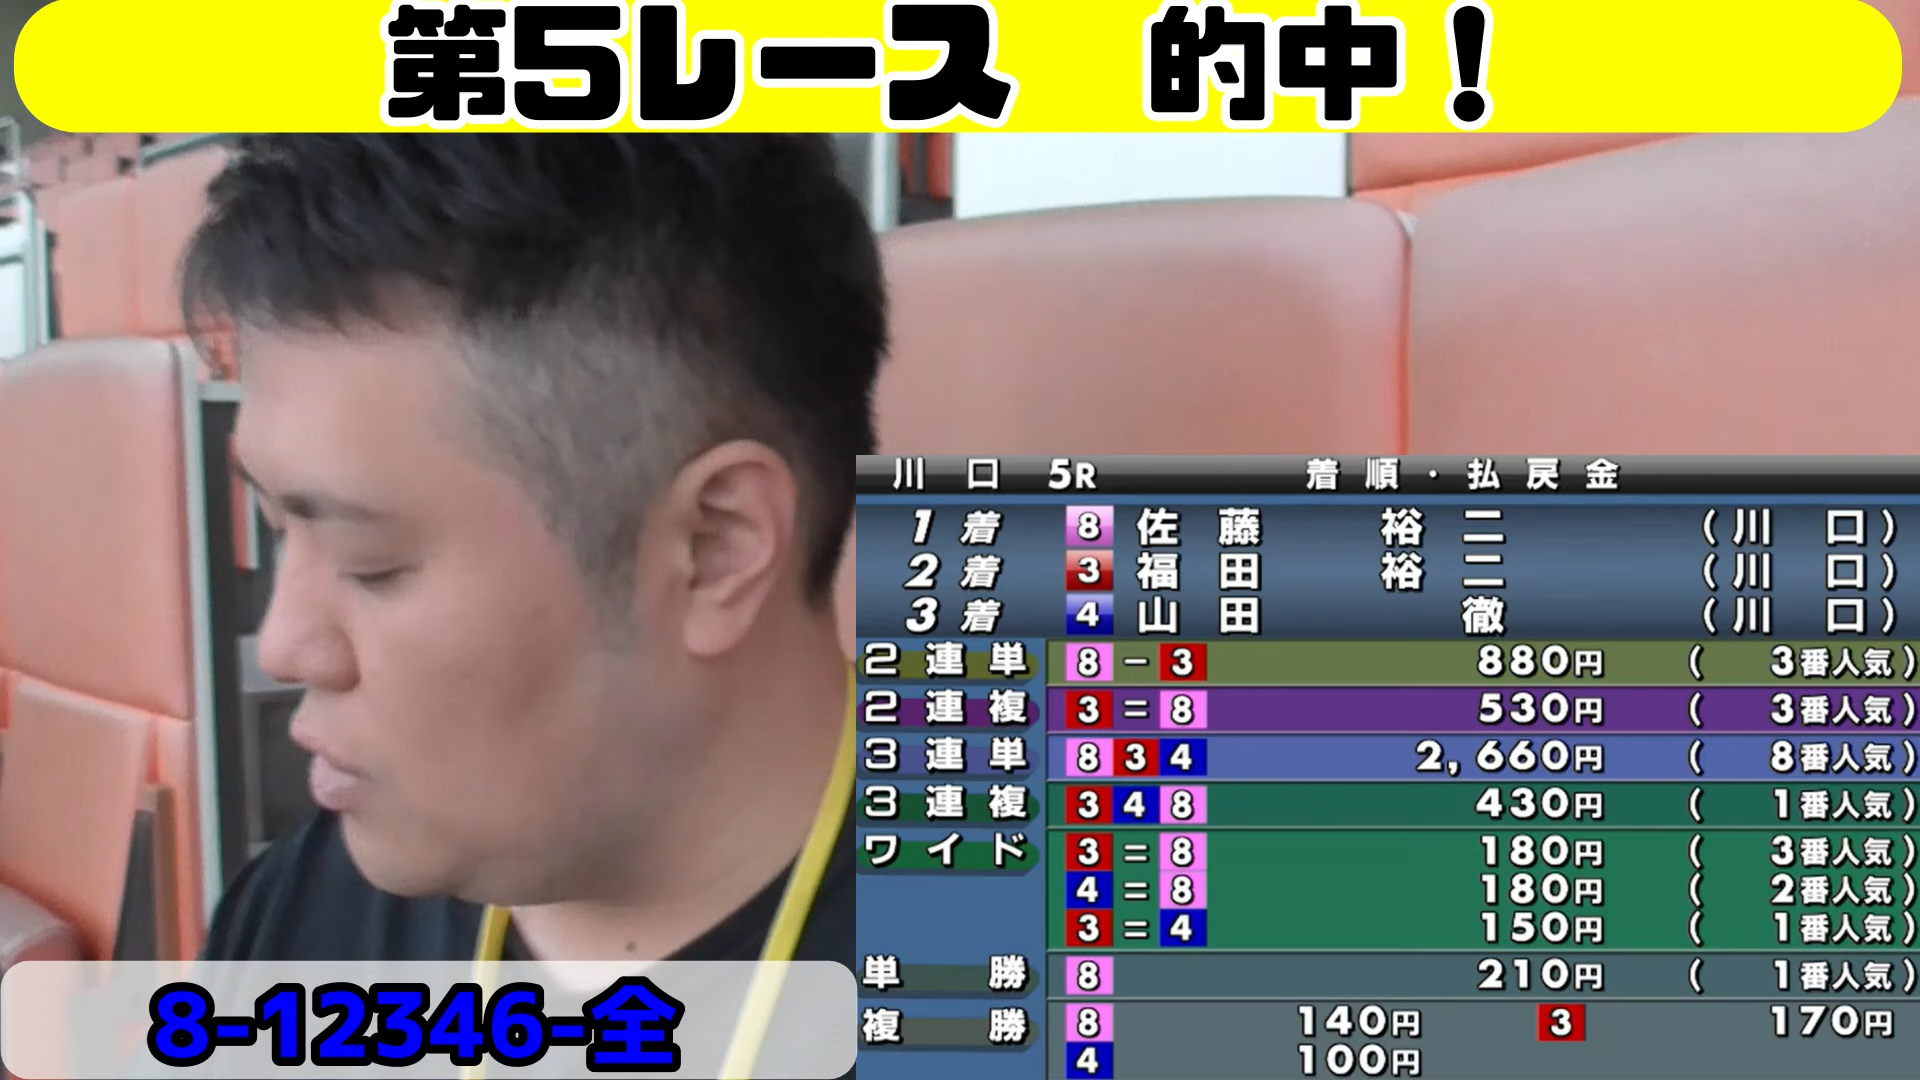 第5レース 的中!
川口 5R 着順・払戻金
1着 8 佐藤 裕二 (川口)
2着 3 福田 裕二 (川口)
3着 4 山田 徹 (川口)
2連単 8-3 880円 (3番人気)
2連複 3=8 530円 (3番人気)
3連単 8 3 4 2,660円 (8番人気)
3連複 3 4 8 430円 (1番人気)
ワイド 3=8 180円 (3番人気)
4=8 180円 (2番人気)
3=4 150円 (1番人気)
単勝 8 210円 (1番人気)
複勝 8 140円 3 170円
4 100円
8-12346-全